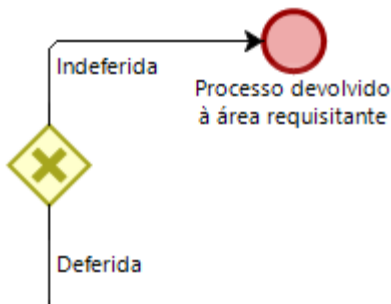 Indeferida
Processo devolvido
à área requisitante
Deferida